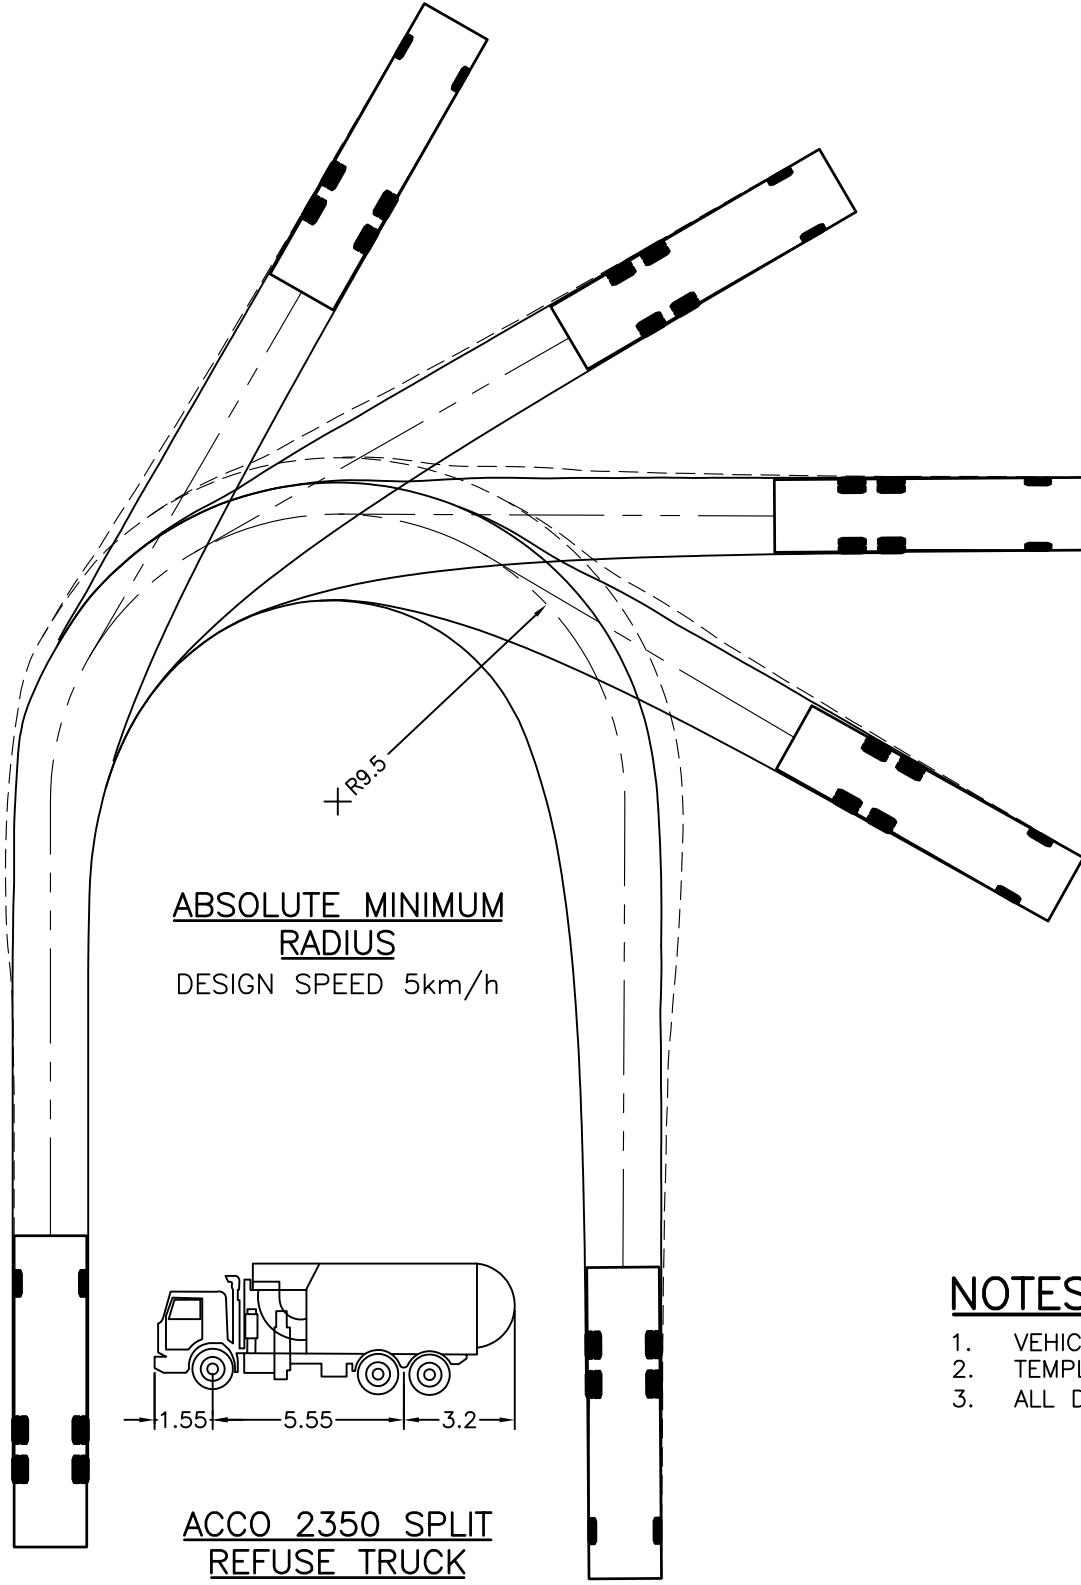 R9.5
ABSOLUTE MINIMUM
RADIUS
DESIGN SPEED 5km/h
1.55
5.55
3.2
ACCO 2350 SPLIT
REFUSE TRUCK
NOTES
1.
2.
3. ALL